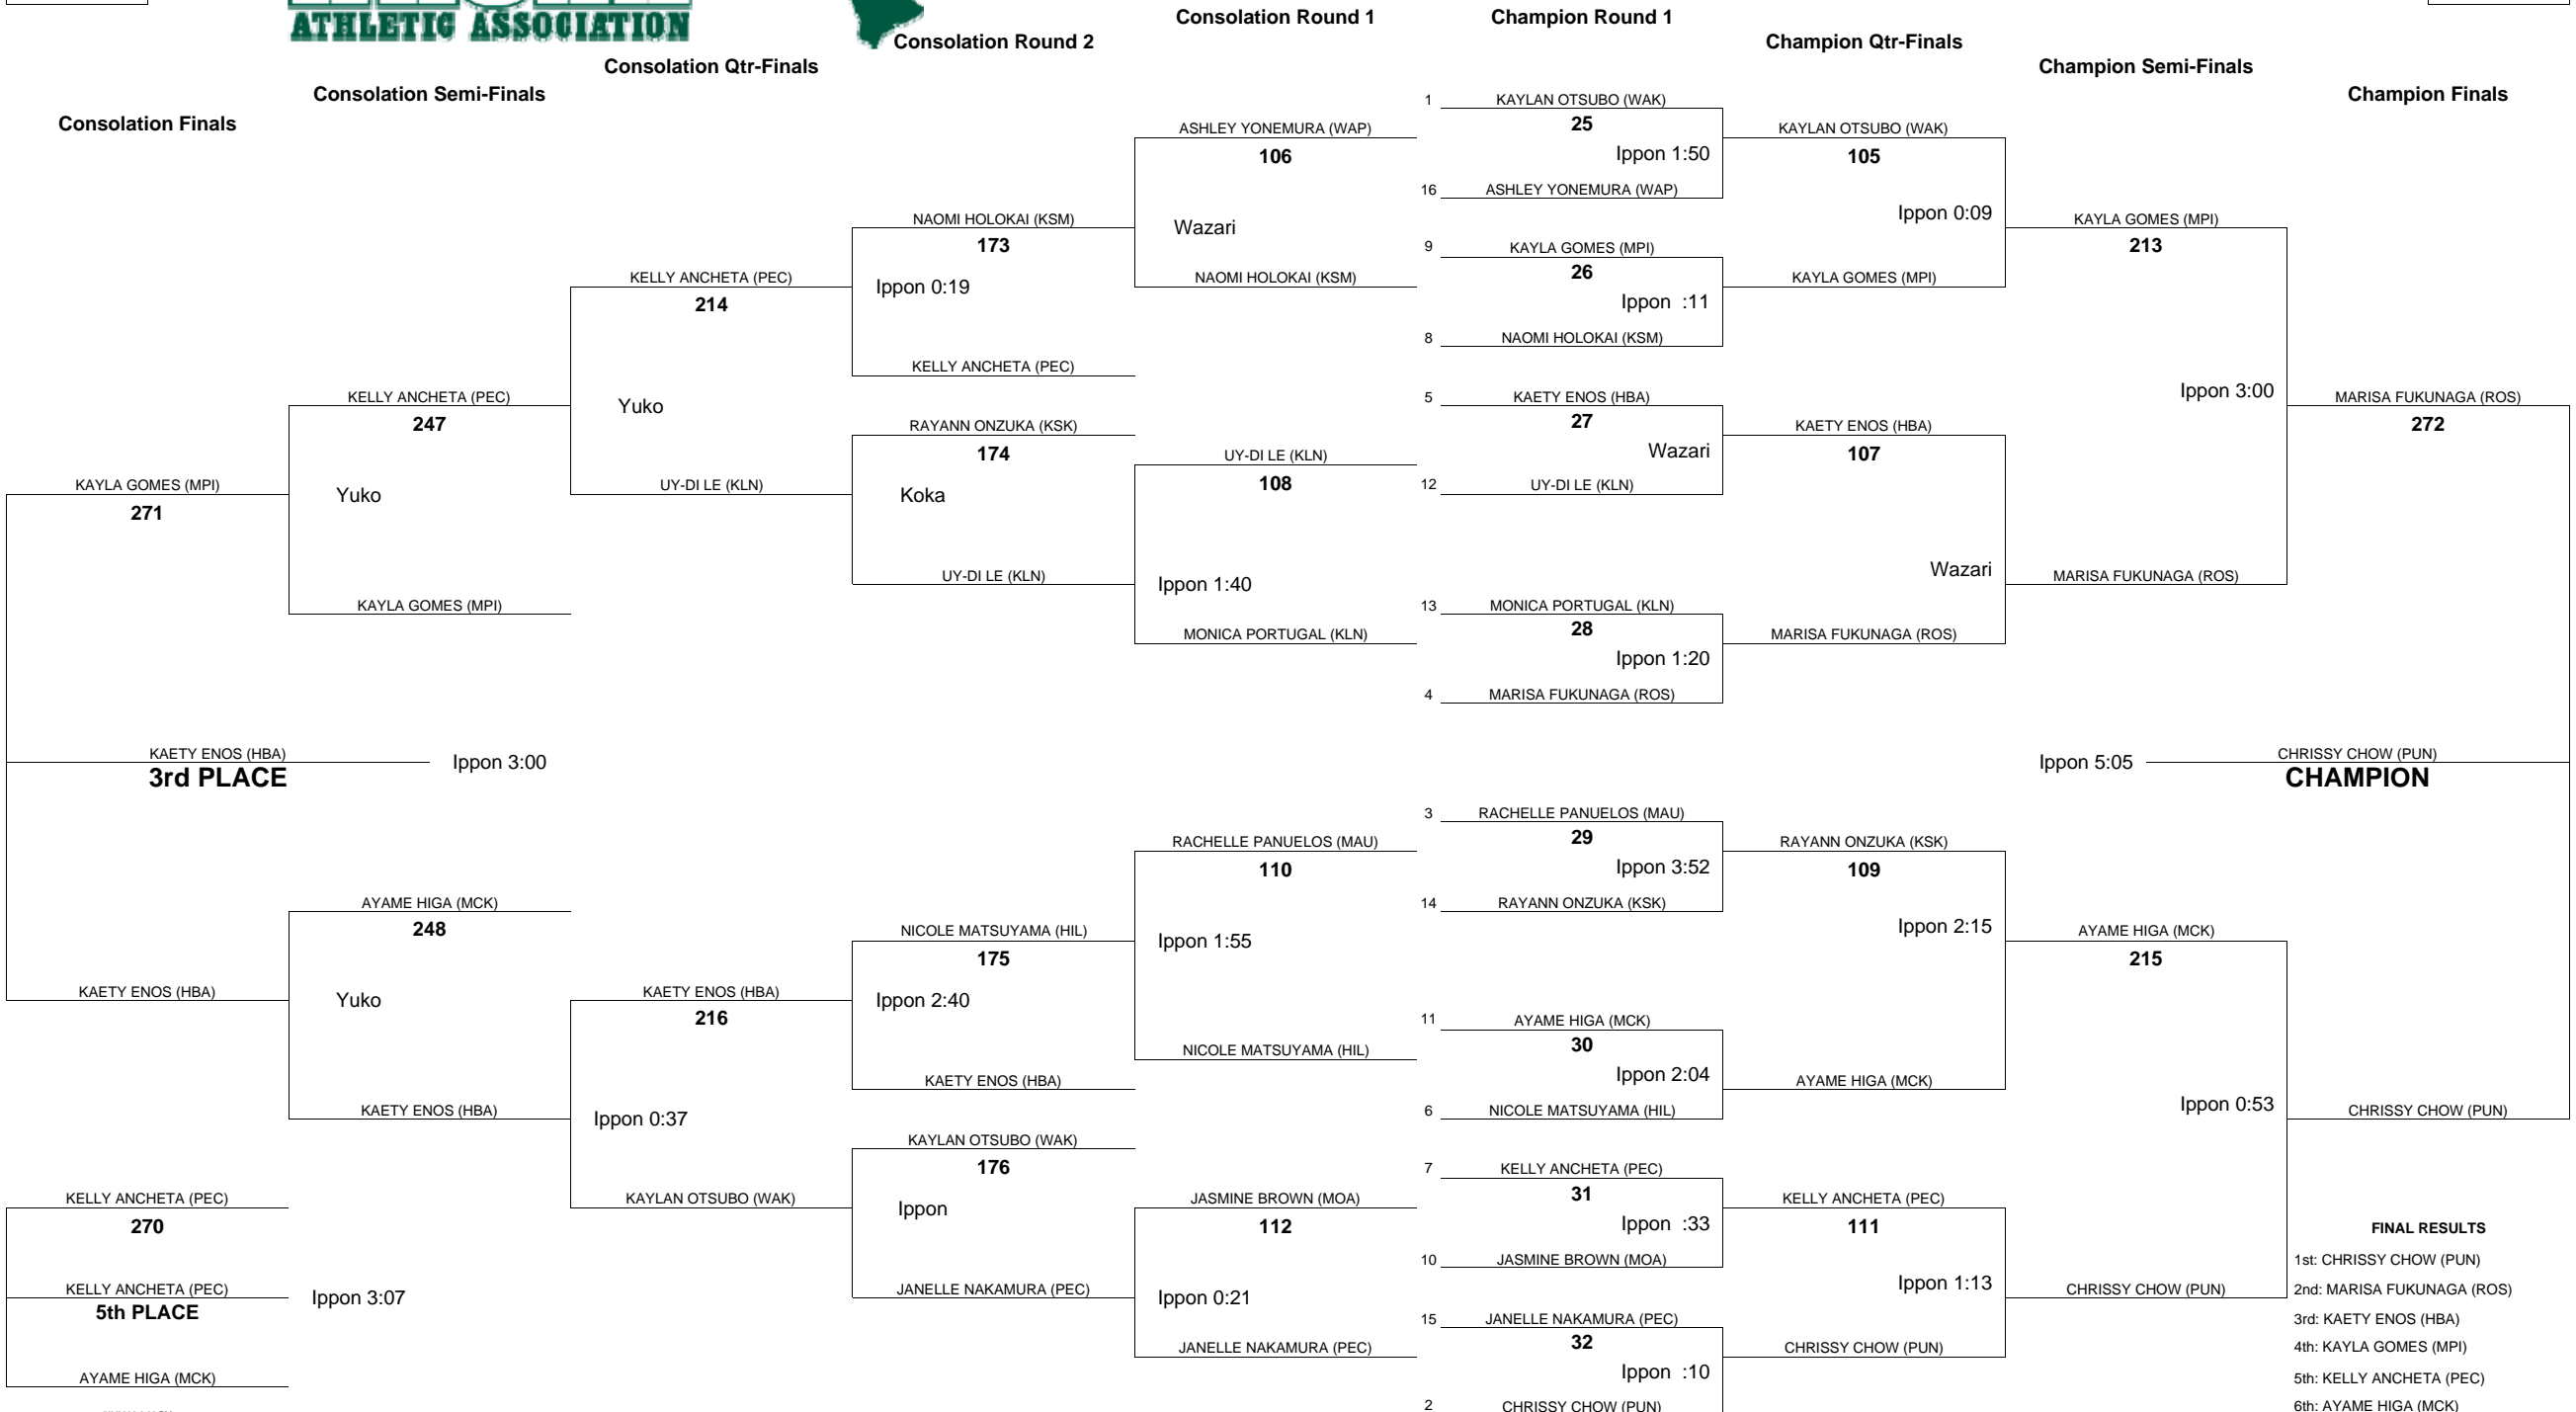 ATHLETIC ASSOCIATION
Consolation Round 1
Champion Round 1
Consolation Round 2
Champion Qtr-Finals
Consolation Qtr-Finals
Champion Semi-Finals
Consolation Semi-Finals
Champion Finals
Consolation Finals
1 KAYLAN OTSUBO (WAK)
25
Ippon 1:50
16 ASHLEY YONEMURA (WAP)
9 KAYLA GOMES (MPI)
26
Ippon :11
8 NAOMI HOLOKAI (KSM)
5 KAETY ENOS (HBA)
27
Wazari
12 UY-DI LE (KLN)
13 MONICA PORTUGAL (KLN)
28
Ippon 1:20
4 MARISA FUKUNAGA (ROS)
3 RACHELLE PANUELOS (MAU)
29
Ippon 3:52
14 RAYANN ONZUKA (KSK)
11 AYAME HIGA (MCK)
30
Ippon 2:04
6 NICOLE MATSUYAMA (HIL)
7 KELLY ANCHETA (PEC)
31
Ippon :33
10 JASMINE BROWN (MOA)
15 JANELLE NAKAMURA (PEC)
32
Ippon :10
2 CHRISSY CHOW (PUN)
KAYLAN OTSUBO (WAK)
105
Ippon 0:09
KAYLA GOMES (MPI)
KAETY ENOS (HBA)
107
Wazari
MARISA FUKUNAGA (ROS)
RAYANN ONZUKA (KSK)
109
Ippon 2:15
AYAME HIGA (MCK)
KELLY ANCHETA (PEC)
111
Ippon 1:13
CHRISSY CHOW (PUN)
KAYLA GOMES (MPI)
213
Ippon 3:00
MARISA FUKUNAGA (ROS)
AYAME HIGA (MCK)
215
Ippon 0:53
CHRISSY CHOW (PUN)
MARISA FUKUNAGA (ROS)
272
Ippon 5:05
CHRISSY CHOW (PUN)
CHAMPION
CHRISSY CHOW (PUN)
ASHLEY YONEMURA (WAP)
106
Wazari
NAOMI HOLOKAI (KSM)
UY-DI LE (KLN)
108
Ippon 1:40
MONICA PORTUGAL (KLN)
RACHELLE PANUELOS (MAU)
110
Ippon 1:55
NICOLE MATSUYAMA (HIL)
JASMINE BROWN (MOA)
112
Ippon 0:21
JANELLE NAKAMURA (PEC)
NAOMI HOLOKAI (KSM)
173
Ippon 0:19
KELLY ANCHETA (PEC)
RAYANN ONZUKA (KSK)
174
Koka
UY-DI LE (KLN)
NICOLE MATSUYAMA (HIL)
175
Ippon 2:40
KAETY ENOS (HBA)
KAYLAN OTSUBO (WAK)
176
Ippon
JANELLE NAKAMURA (PEC)
KELLY ANCHETA (PEC)
214
Yuko
UY-DI LE (KLN)
KAETY ENOS (HBA)
216
Ippon 0:37
KAYLAN OTSUBO (WAK)
KELLY ANCHETA (PEC)
247
Yuko
KAYLA GOMES (MPI)
AYAME HIGA (MCK)
248
Yuko
KAETY ENOS (HBA)
KAYLA GOMES (MPI)
271
KAETY ENOS (HBA)
3rd PLACE
Ippon 3:00
KAETY ENOS (HBA)
KELLY ANCHETA (PEC)
270
KELLY ANCHETA (PEC)
5th PLACE
Ippon 3:07
AYAME HIGA (MCK)
FINAL RESULTS
1st: CHRISSY CHOW (PUN)
2nd: MARISA FUKUNAGA (ROS)
3rd: KAETY ENOS (HBA)
4th: KAYLA GOMES (MPI)
5th: KELLY ANCHETA (PEC)
6th: AYAME HIGA (MCK)